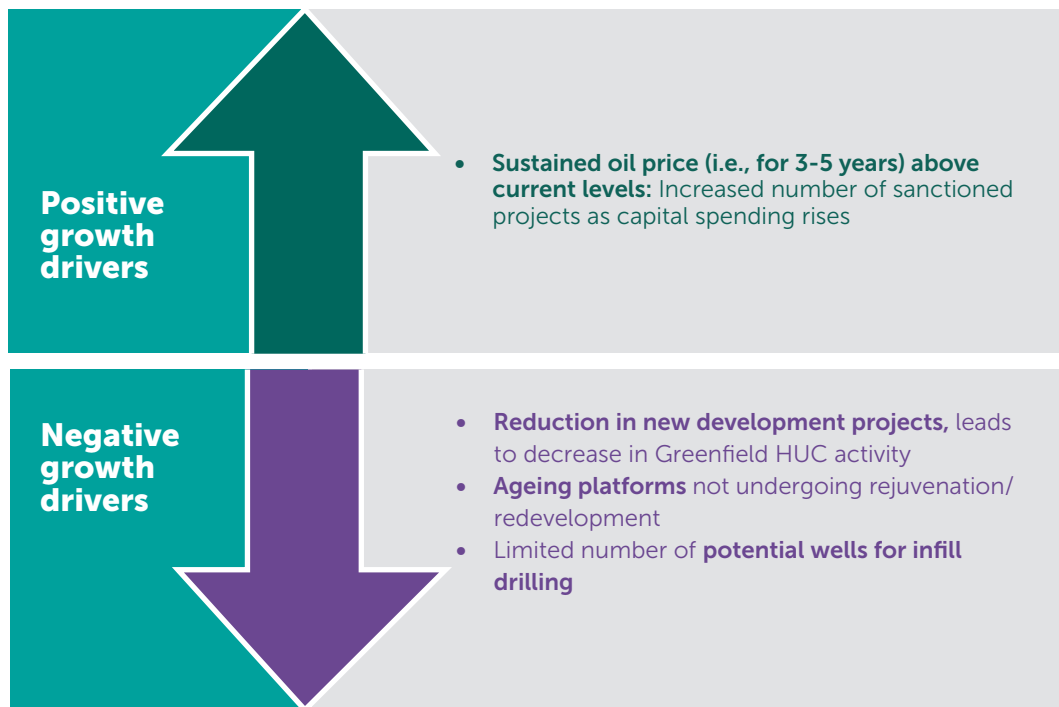 Positive
growth
drivers
• Sustained oil price (i.e., for 3-5 years) above
current levels: Increased number of sanctioned
projects as capital spending rises
Negative
growth
drivers
• Reduction in new development projects, leads
to decrease in Greenfield HUC activity
• Ageing platforms not undergoing rejuvenation/
redevelopment
• Limited number of potential wells for infill
drilling